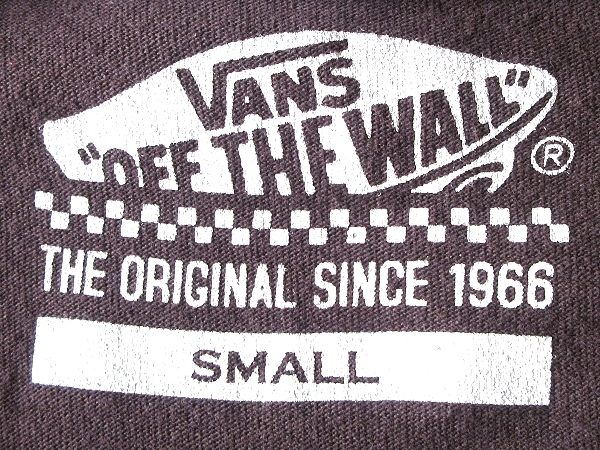 VANS
"OFF THE WALL"
®
THE ORIGINAL SINCE 1966
SMALL